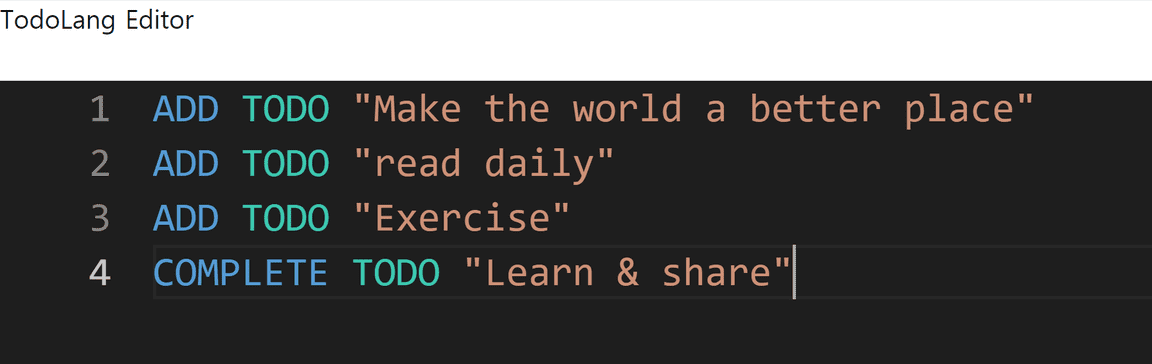 TodoLang Editor
1 ADD TODO "Make the world a better place"
2 ADD TODO "read daily"
3 ADD TODO "Exercise"
4 COMPLETE TODO "Learn & share"